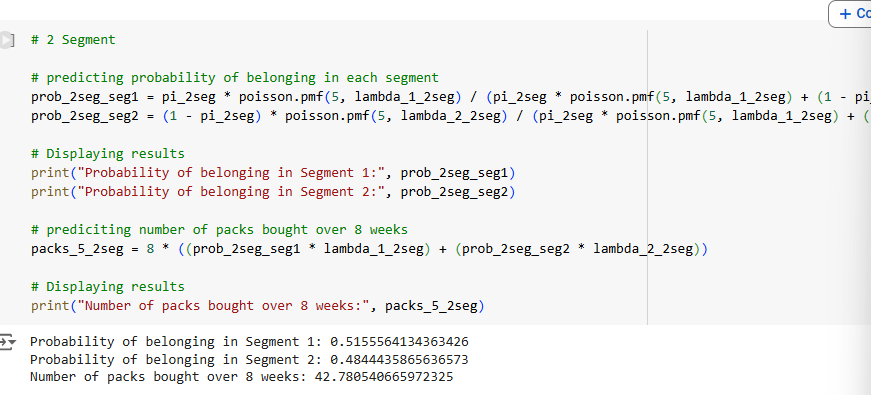 + Co
# 2 Segment
# predicting probability of belonging in each segment
prob_2seg_seg1 = pi_2seg * poisson.pmf(5, lambda_1_2seg) / (pi_2seg * poisson.pmf(5, lambda_1_2seg) + (1 - pi_
prob_2seg_seg2 = (1 - pi_2seg) * poisson.pmf(5, lambda_2_2seg) / (pi_2seg * poisson.pmf(5, lambda_1_2seg) + (
# Displaying results
print("Probability of belonging in Segment 1:", prob_2seg_seg1)
print("Probability of belonging in Segment 2:", prob_2seg_seg2)
# prediciting number of packs bought over 8 weeks
packs_5_2seg = 8 * ((prob_2seg_seg1 * lambda_1_2seg) + (prob_2seg_seg2 * lambda_2_2seg))
# Displaying results
print("Number of packs bought over 8 weeks:", packs_5_2seg)
Probability of belonging in Segment 1: 0.5155564134363426
Probability of belonging in Segment 2: 0.4844435865636573
Number of packs bought over 8 weeks: 42.780540665972325